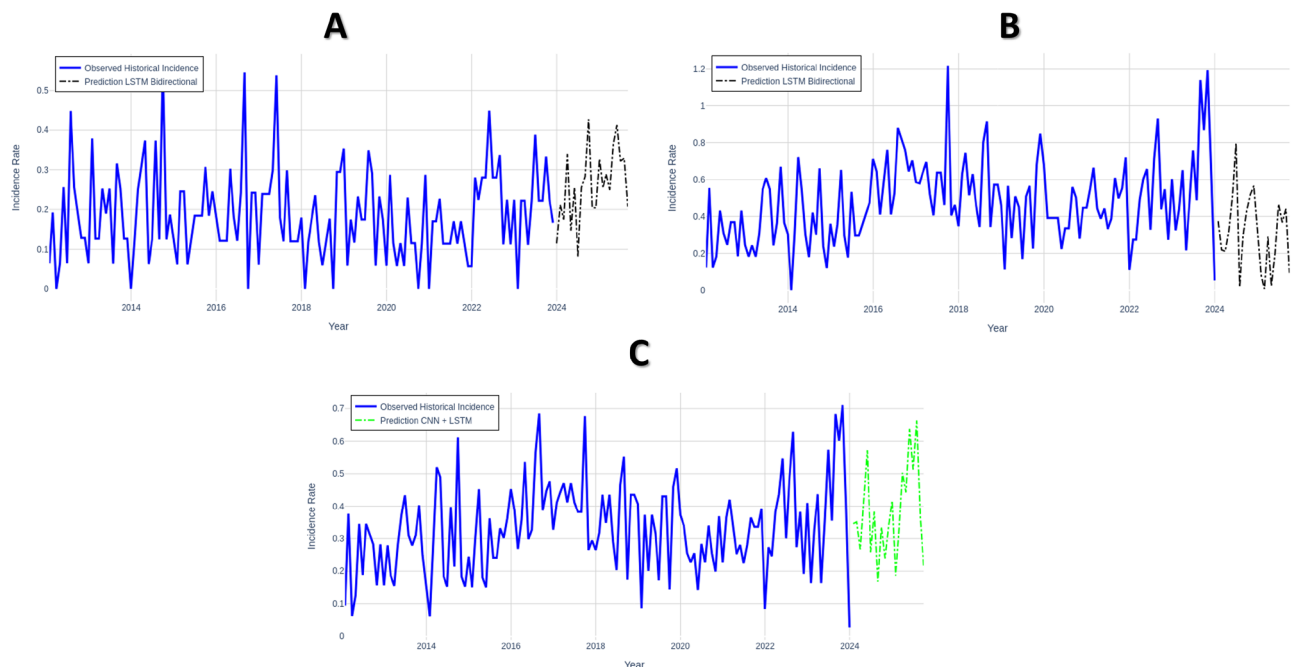 A
Observed Historical Incidence
Prediction LSTM Bidirectional
0.5
0.4
0.3
0.2
0.1
0
Incidence Rate
2014 2016 2018 2020 2022 2024
Year
B
Observed Historical Incidence
Prediction LSTM Bidirectional
1.2
1
0.8
0.6
0.4
0.2
0
Incidence Rate
2014 2016 2018 2020 2022 2024
Year
C
Observed Historical Incidence
Prediction CNN + LSTM
0.7
0.6
0.5
0.4
0.3
0.2
0.1
0
Incidence Rate
2014 2016 2018 2020 2022 2024
Year